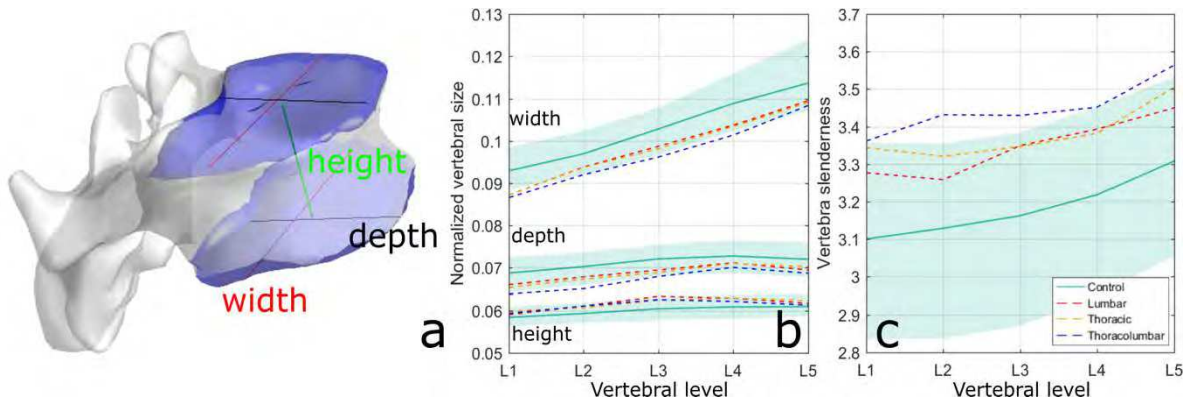 height
depth
width
a
0.13
0.12
0.11
0.1
0.09
0.08
0.07
0.06
0.05
Normalized vertebral size
width
depth
height
b
L1 L2 L3 L4 L5
Vertebral level
3.7
3.6
3.5
3.4
3.3
3.2
3.1
3
2.9
2.8
Vertebra slenderness
Control
Lumbar
Thoracic
Thoracolumbar
c
L1 L2 L3 L4 L5
Vertebral level